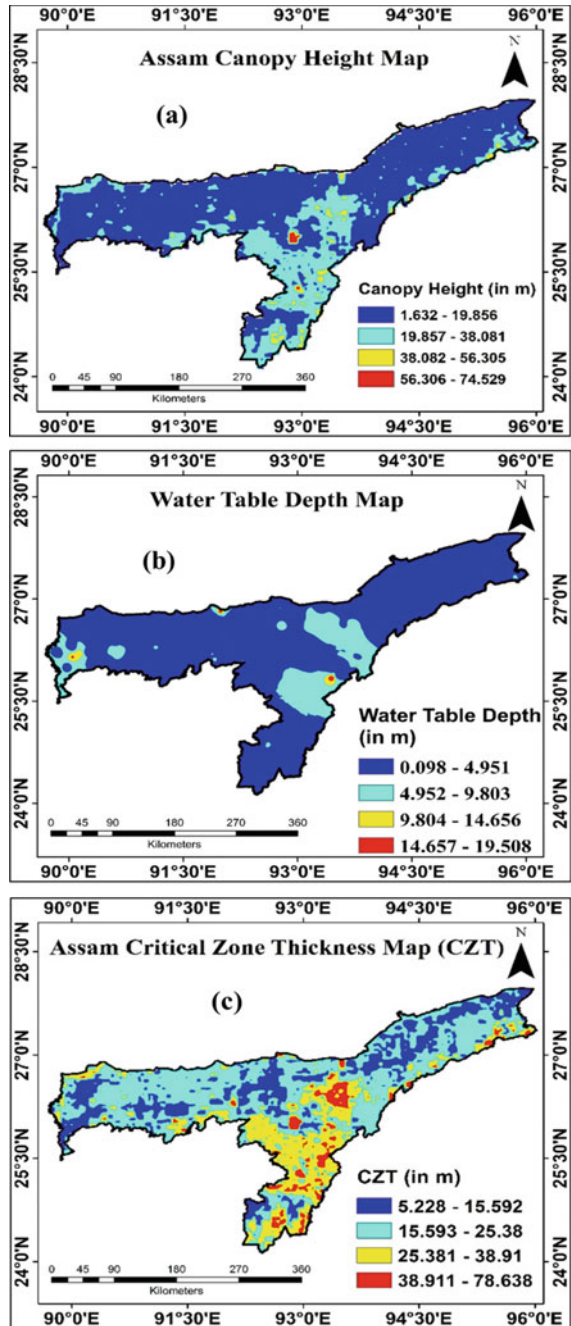 90°0'E 91°30'E 93°0'E 94°30'E 96°0'E
28°30'N
27°0'N
25°30'N
24°0'N
Assam Canopy Height Map
N
(a)
28°30'N
27°0'N
25°30'N
24°0'N
Canopy Height (in m)
1.632 - 19.856
19.857 - 38.081
38.082 - 56.305
56.306 - 74.529
0 45 90 180 270 360
Kilometers
90°0'E 91°30'E 93°0'E 94°30'E 96°0'E
28°30'N
27°0'N
25°30'N
24°0'N
Water Table Depth Map
N
(b)
28°30'N
27°0'N
25°30'N
24°0'N
Water Table Depth
(in m)
0.098 - 4.951
4.952 - 9.803
9.804 - 14.656
14.657 - 19.508
0 45 90 180 270 360
Kilometers
90°0'E 91°30'E 93°0'E 94°30'E 96°0'E
90°0'E 91°30'E 93°0'E 94°30'E 96°0'E
28°30'N
27°0'N
25°30'N
24°0'N
Assam Critical Zone Thickness Map (CZT)
N
(c)
28°30'N
27°0'N
25°30'N
24°0'N
CZT (in m)
5.228 - 15.592
15.593 - 25.38
25.381 - 38.91
38.911 - 78.638
0 45 90 180 270 360
Kilometers
90°0'E 91°30'E 93°0'E 94°30'E 96°0'E